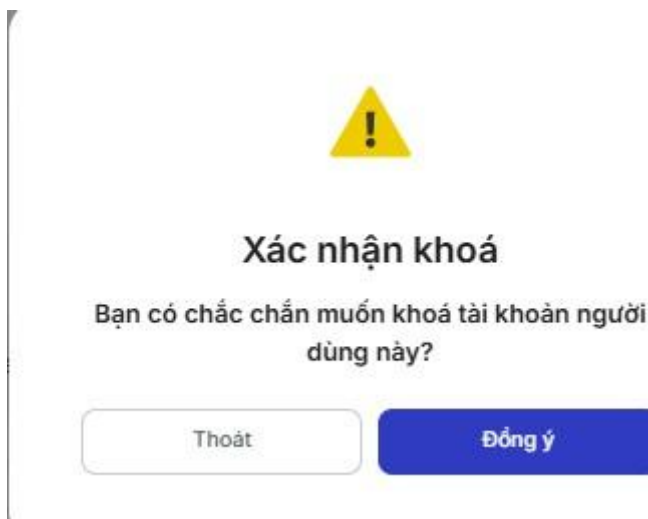 Xác nhận khoá
Bạn có chắc chắn muốn khoá tài khoản người
dùng này?
Thoát
Đồng ý